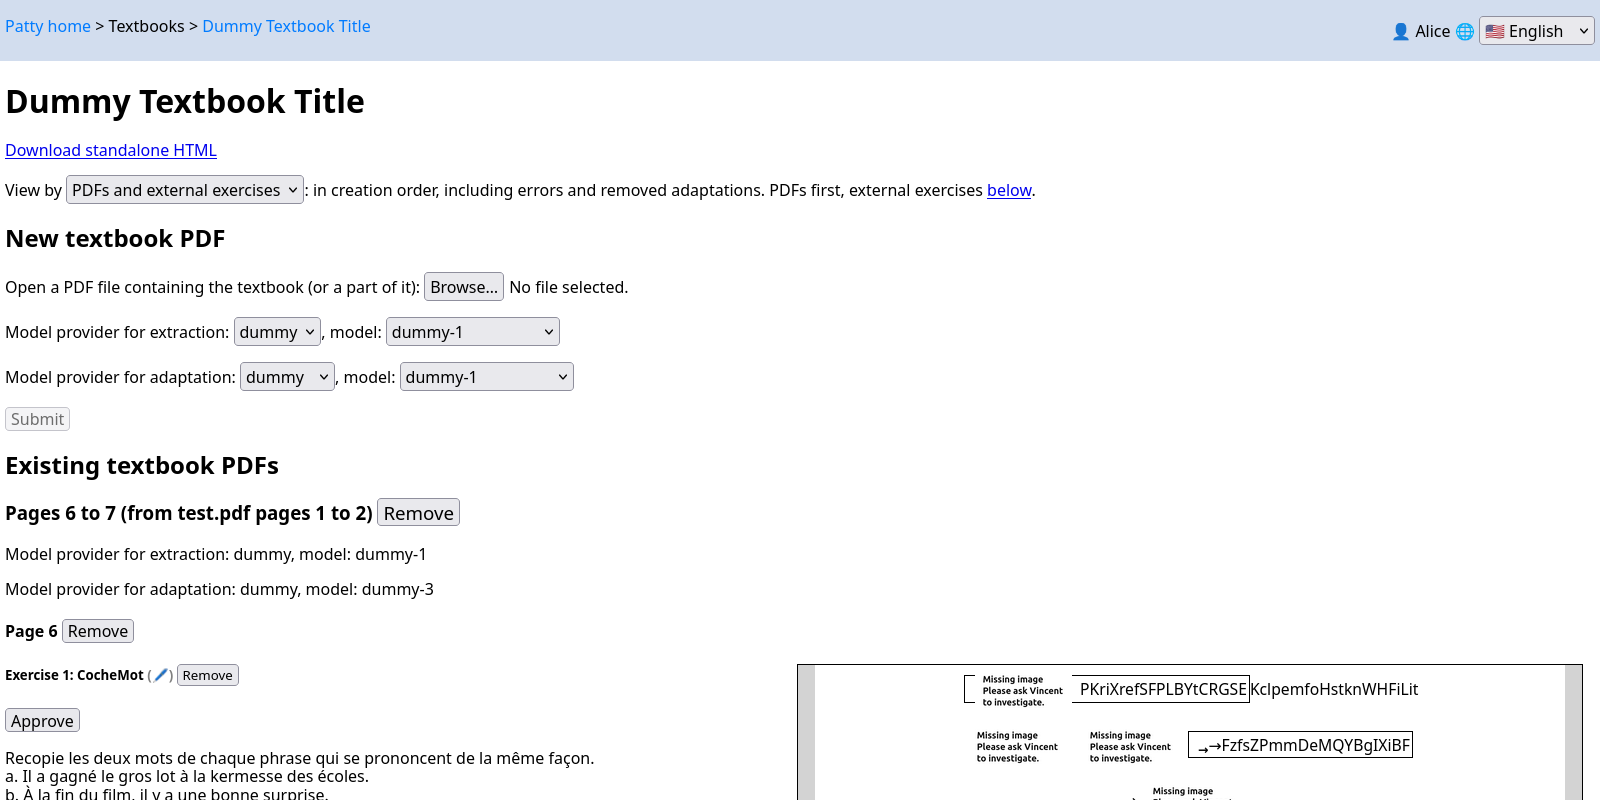 Patty home > Textbooks > Dummy Textbook Title
👤 Alice 🌐 🇺🇸 English
Dummy Textbook Title
Download standalone HTML
View by PDFs and external exercises : in creation order, including errors and removed adaptations. PDFs first, external exercises below.
New textbook PDF
Open a PDF file containing the textbook (or a part of it): Browse... No file selected.
Model provider for extraction: dummy, model: dummy-1
Model provider for adaptation: dummy, model: dummy-1
Submit
Existing textbook PDFs
Pages 6 to 7 (from test.pdf pages 1 to 2) Remove
Model provider for extraction: dummy, model: dummy-1
Model provider for adaptation: dummy, model: dummy-3
Page 6 Remove
Exercise 1: CocheMot (🖊️) Remove
Approve
Recopie les deux mots de chaque phrase qui se prononcent de la même façon.
a. Il a gagné le gros lot à la kermesse des écoles.
b. À la fin du film, il y a une bonne surprise.
Missing image
Please ask Vincent
to investigate.
PKriXrefSFPLBYtCRGSE KclpemfoHstknWHFiLit
Missing image
Please ask Vincent
to investigate.
Missing image
Please ask Vincent
to investigate.
→→FzfsZPmmDeMQYBgIXiBF
Missing image